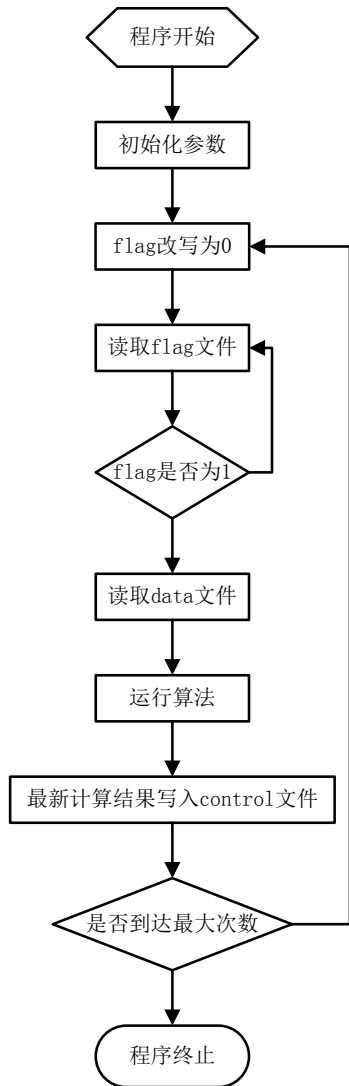 程序开始
初始化参数
flag改写为0
读取flag文件
flag是否为1
读取data文件
运行算法
最新计算结果写入control文件
是否到达最大次数
程序终止